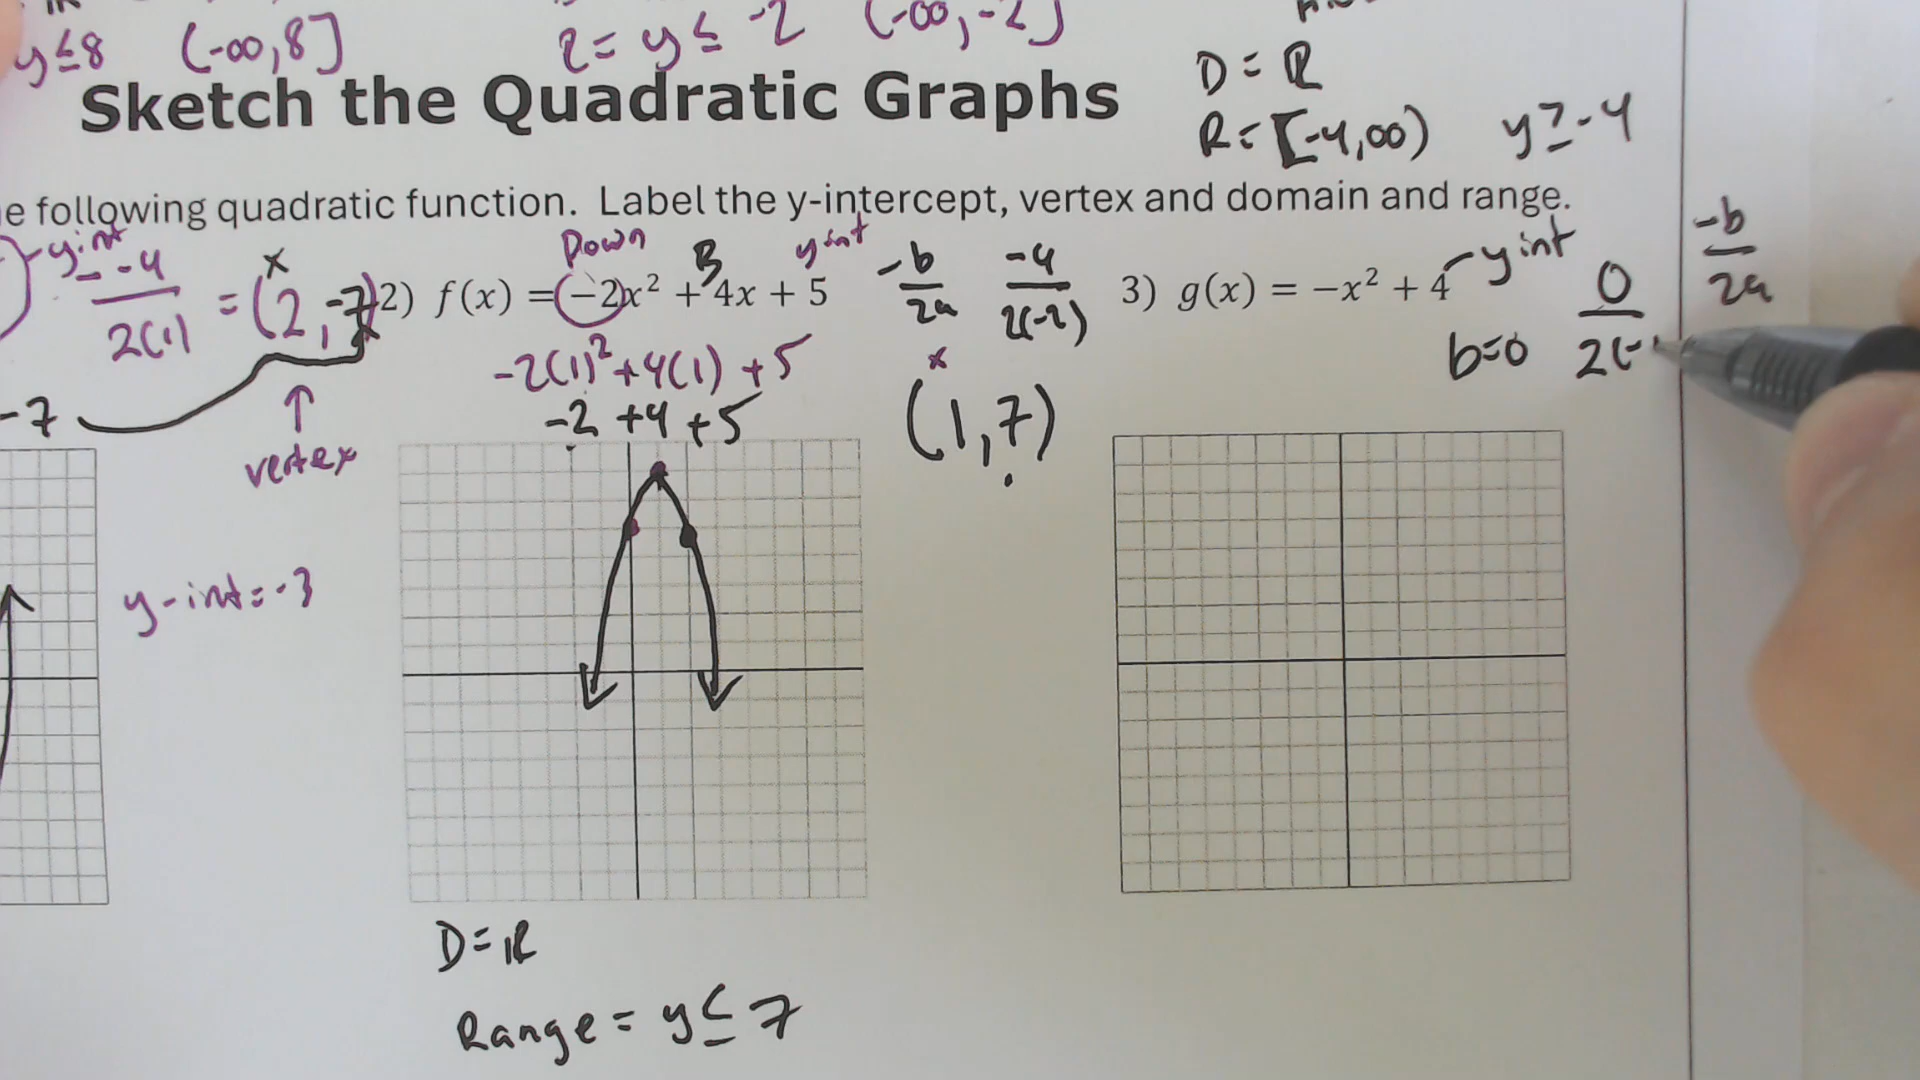 y≤8 (-∞,8]
R= y≤ -2 (-∞,-2]
Sketch the Quadratic Graphs
D = ℝ
R= [-4,∞) y≥-4
e following quadratic function. Label the y-intercept, vertex and domain and range.
y-int
--4
2(1)
= (2,-7)
x
vertex
-7
y-int=-3
Down
B
y int
2) f(x) = −2x² + 4x + 5
-b
2a
-4
2(-2)
-2(1)²+4(1)+5
-2 +4 +5
x
(1,7)
D=ℝ
Range= y≤7
3) g(x) = −x² + 4
y int
b=0
0
2(-
-b
2a